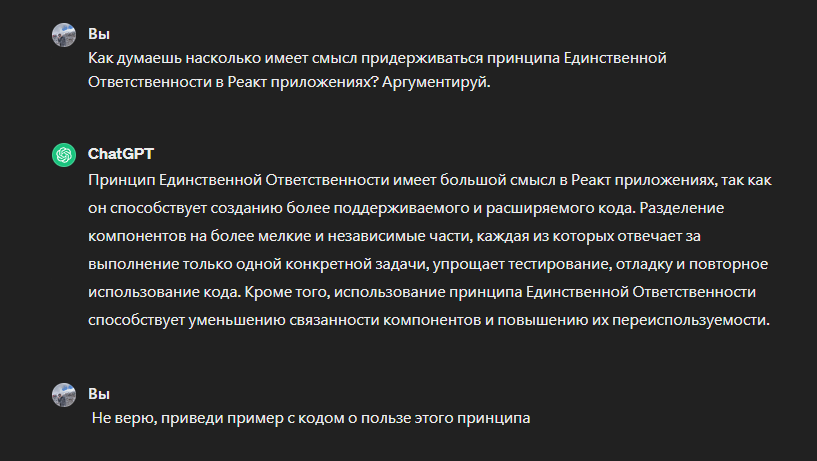 Вы
Как думаешь насколько имеет смысл придерживаться принципа Единственной
Ответственности в Реакт приложениях? Аргументируй.
ChatGPT
Принцип Единственной Ответственности имеет большой смысл в Реакт приложениях, так как
он способствует созданию более поддерживаемого и расширяемого кода. Разделение
компонентов на более мелкие и независимые части, каждая из которых отвечает за
выполнение только одной конкретной задачи, упрощает тестирование, отладку и повторное
использование кода. Кроме того, использование принципа Единственной Ответственности
способствует уменьшению связанности компонентов и повышению их переиспользуемости.
Вы
Не верю, приведи пример с кодом о пользе этого принципа